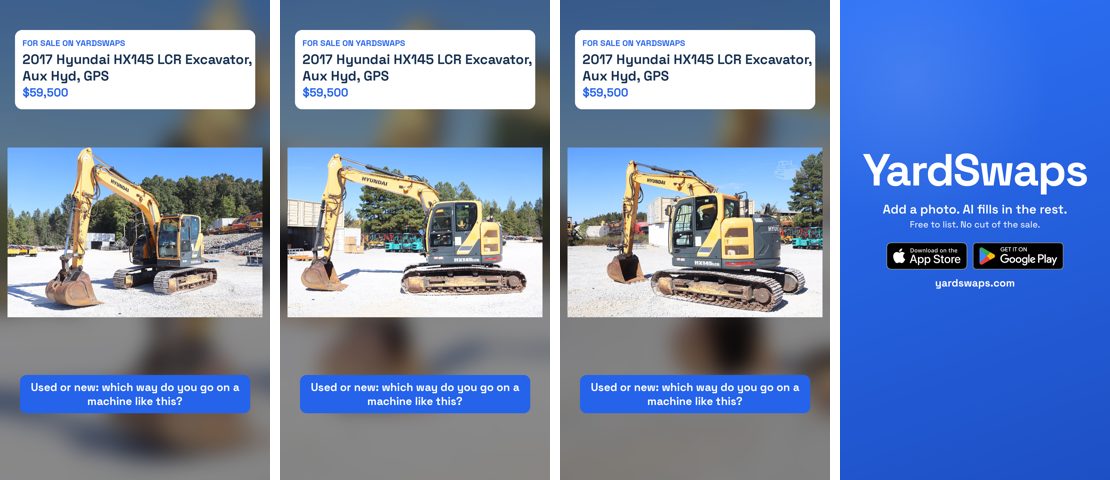 FOR SALE ON YARDSWAPS
2017 Hyundai HX145 LCR Excavator,
Aux Hyd, GPS
$59,500
HYUNDAI
Used or new: which way do you go on a
machine like this?
FOR SALE ON YARDSWAPS
2017 Hyundai HX145 LCR Excavator,
Aux Hyd, GPS
$59,500
HYUNDAI
HX145LCR
Used or new: which way do you go on a
machine like this?
FOR SALE ON YARDSWAPS
2017 Hyundai HX145 LCR Excavator,
Aux Hyd, GPS
$59,500
HYUNDAI
HX145LCR
Used or new: which way do you go on a
machine like this?
YardSwaps
Add a photo. AI fills in the rest.
Free to list. No cut of the sale.
Download on the
App Store
GET IT ON
Google Play
yardswaps.com